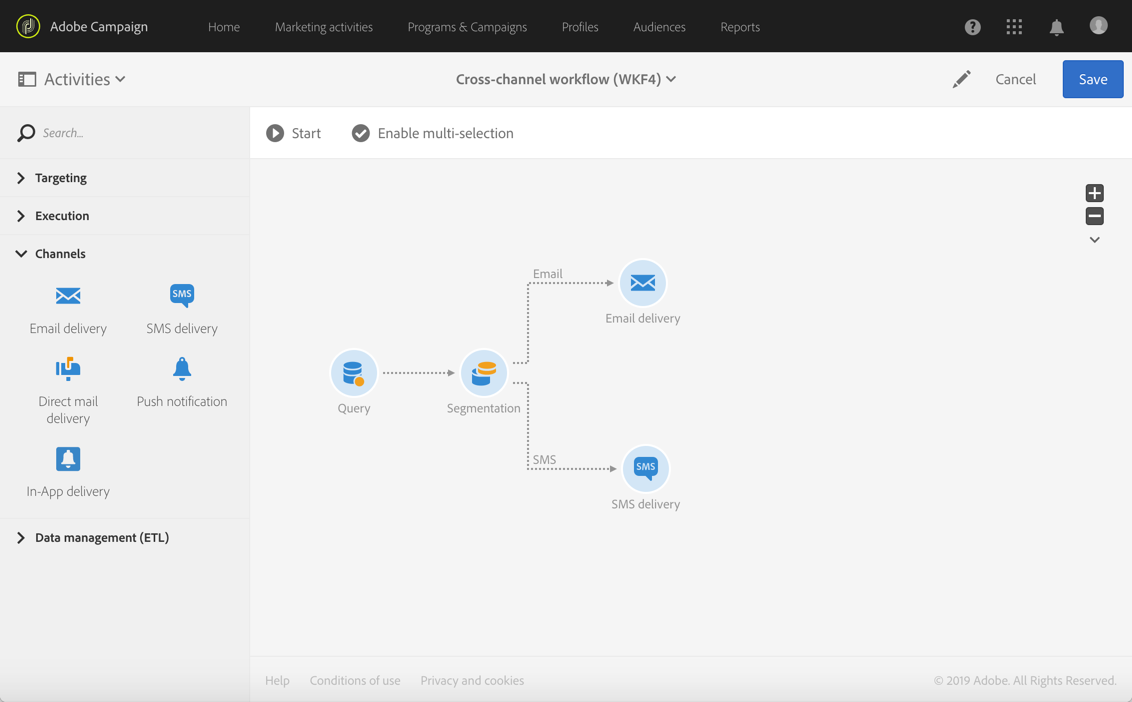 Adobe Campaign
Home
Marketing activities
Programs & Campaigns
Profiles
Audiences
Reports
Activities
Cross-channel workflow (WKF4)
Cancel
Save
Search...
Start
Enable multi-selection
Targeting
Execution
Channels
SMS
Email delivery
SMS delivery
Direct mail
delivery
Push notification
In-App delivery
Data management (ETL)
Email
Email delivery
Query
Segmentation
SMS
SMS
SMS delivery
Help
Conditions of use
Privacy and cookies
© 2019 Adobe. All Rights Reserved.